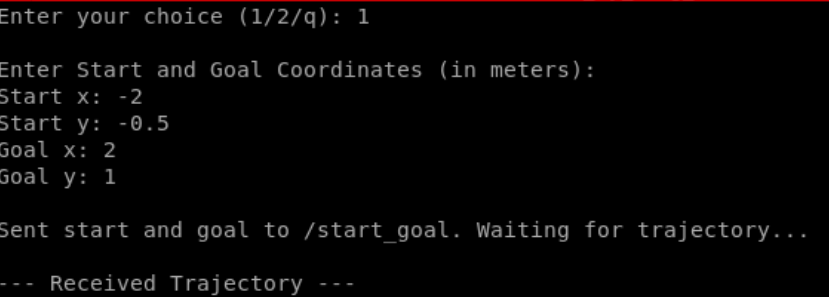 Enter your choice (1/2/q): 1
Enter Start and Goal Coordinates (in meters):
Start x: -2
Start y: -0.5
Goal x: 2
Goal y: 1
Sent start and goal to /start_goal. Waiting for trajectory...
--- Received Trajectory ---